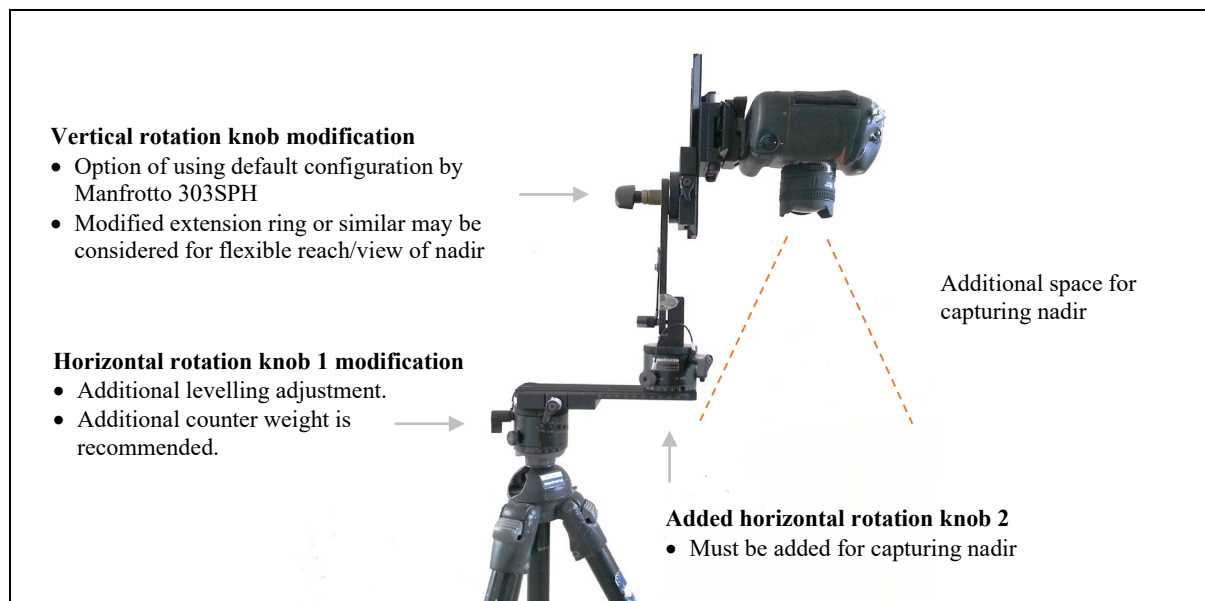 Vertical rotation knob modification
• Option of using default configuration by
Manfrotto 303SPH
• Modified extension ring or similar may be
considered for flexible reach/view of nadir
Additional space for
capturing nadir
Horizontal rotation knob 1 modification
• Additional levelling adjustment.
• Additional counter weight is
recommended.
Added horizontal rotation knob 2
• Must be added for capturing nadir